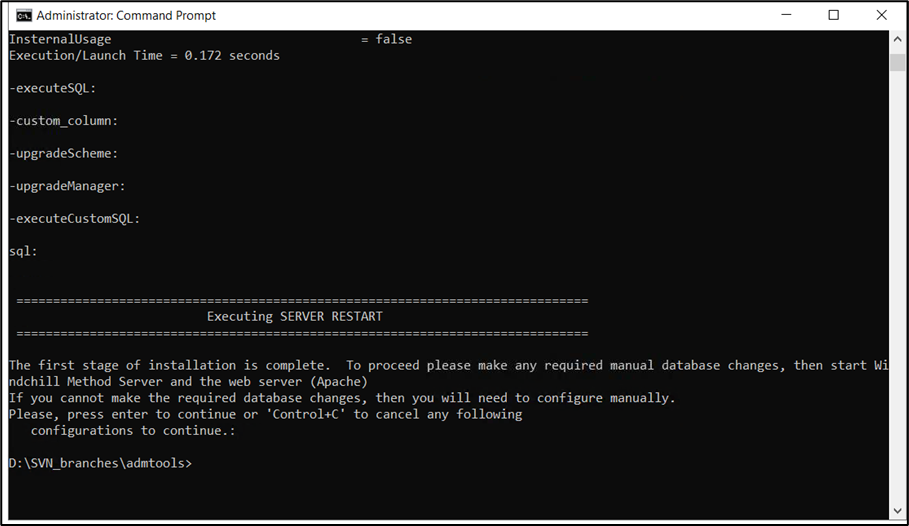 Administrator: Command Prompt
InsternalUsage = false
Execution/Launch Time = 0.172 seconds
-executeSQL:
-custom_column:
-upgradeScheme:
-upgradeManager:
-executeCustomSQL:
sql:
==============================================================================
Executing SERVER RESTART
==============================================================================
The first stage of installation is complete.  To proceed please make any required manual database changes, then start Wi
ndchill Method Server and the web server (Apache)
If you cannot make the required database changes, then you will need to configure manually.
Please, press enter to continue or 'Control+C' to cancel any following
configurations to continue.:
D:\SVN_branches\admtools>